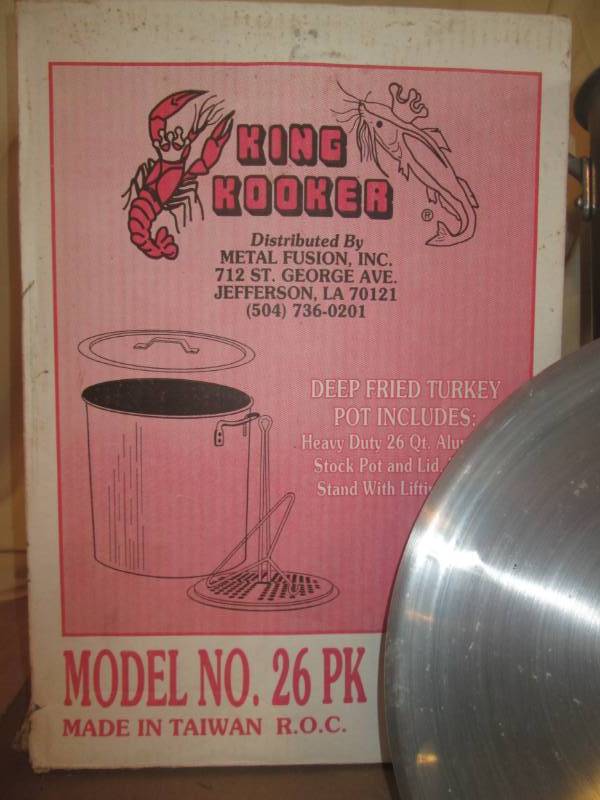 KING
KOOKER
®
Distributed By
METAL FUSION, INC.
712 ST. GEORGE AVE.
JEFFERSON, LA 70121
(504) 736-0201
DEEP FRIED TURKEY
POT INCLUDES:
Heavy Duty 26 Qt.
Stock Pot and Lid,
Stand With
MODEL NO. 26 PK
MADE IN TAIWAN R.O.C.